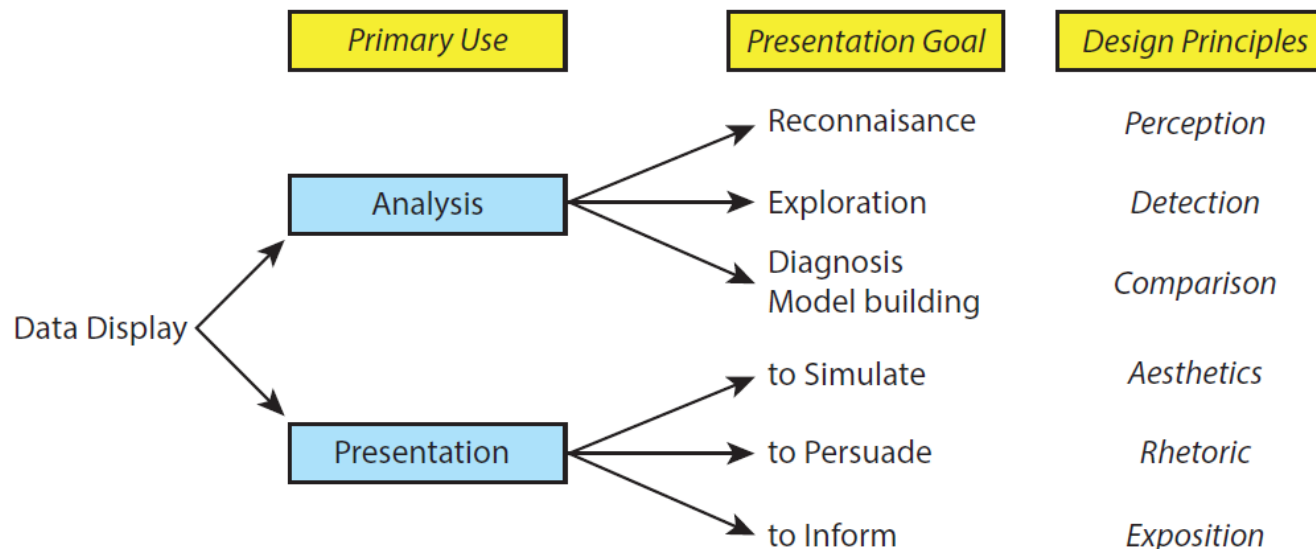 Primary Use
Presentation Goal
Design Principles
Reconnaisance
Perception
Analysis
Exploration
Detection
Diagnosis
Model building
Comparison
Data Display
to Simulate
Aesthetics
Presentation
to Persuade
Rhetoric
to Inform
Exposition